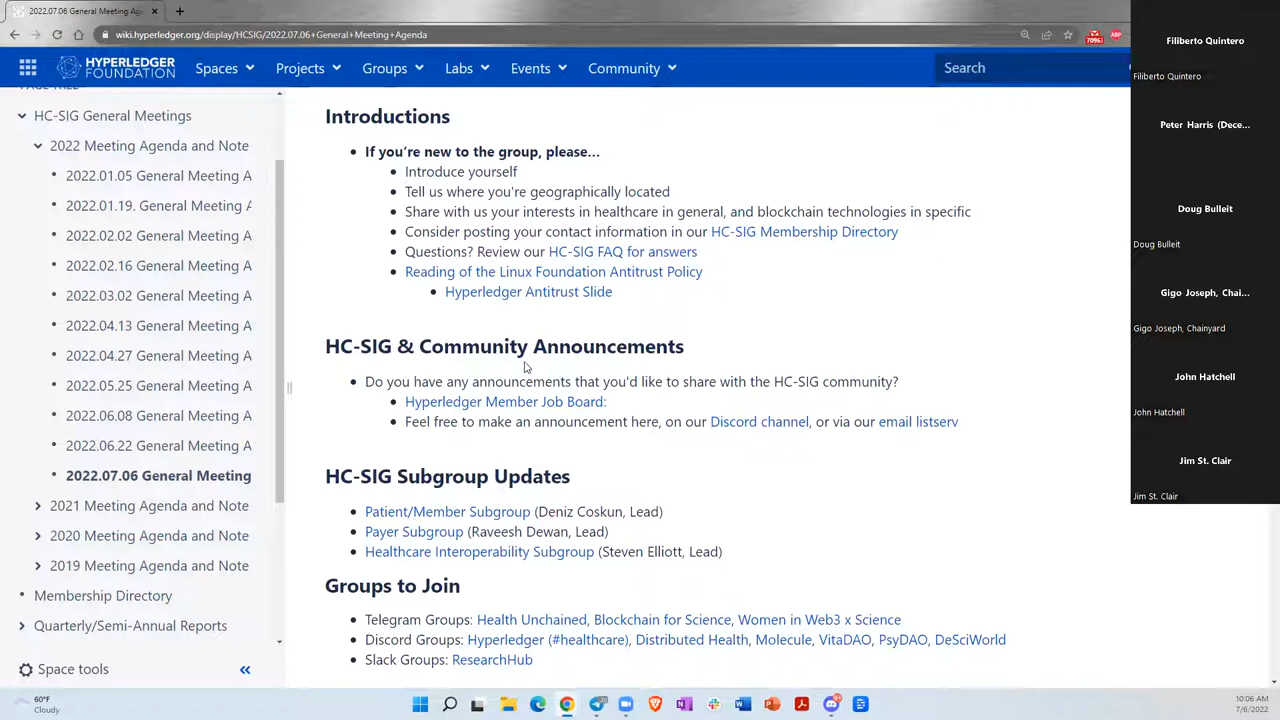 2022.07.06 General Meeting Age
wiki.hyperledger.org/display/HCSIG/2022.07.06+General+Meeting+Agenda
HYPERLEDGER
FOUNDATION
Spaces
Projects
Groups
Labs
Events
Community
Search
HC-SIG General Meetings
2022 Meeting Agenda and Note
2022.01.05 General Meeting A
2022.01.19. General Meeting A
2022.02.02 General Meeting A
2022.02.16 General Meeting A
2022.03.02 General Meeting A
2022.04.13 General Meeting A
2022.04.27 General Meeting A
2022.05.25 General Meeting A
2022.06.08 General Meeting A
2022.06.22 General Meeting A
2022.07.06 General Meeting
2021 Meeting Agenda and Note
2020 Meeting Agenda and Note
2019 Meeting Agenda and Note
Membership Directory
Quarterly/Semi-Annual Reports
Space tools
Introductions
If you're new to the group, please...
Introduce yourself
Tell us where you're geographically located
Share with us your interests in healthcare in general, and blockchain technologies in specific
Consider posting your contact information in our HC-SIG Membership Directory
Questions? Review our HC-SIG FAQ for answers
Reading of the Linux Foundation Antitrust Policy
Hyperledger Antitrust Slide
HC-SIG & Community Announcements
Do you have any announcements that you'd like to share with the HC-SIG community?
Hyperledger Member Job Board:
Feel free to make an announcement here, on our Discord channel, or via our email listserv
HC-SIG Subgroup Updates
Patient/Member Subgroup (Deniz Coskun, Lead)
Payer Subgroup (Raveesh Dewan, Lead)
Healthcare Interoperability Subgroup (Steven Elliott, Lead)
Groups to Join
Telegram Groups: Health Unchained, Blockchain for Science, Women in Web3 x Science
Discord Groups: Hyperledger (#healthcare), Distributed Health, Molecule, VitaDAO, PsyDAO, DeSciWorld
Slack Groups: ResearchHub
Filiberto Quintero
Filiberto Quintero
Peter Harris (Dece...
Doug Bulleit
Doug Bulleit
Gigo Joseph, Chai...
Gigo Joseph, Chainyard
John Hatchell
John Hatchell
Jim St. Clair
Jim St. Clair
60°F
Cloudy
10:06 AM
7/6/2022